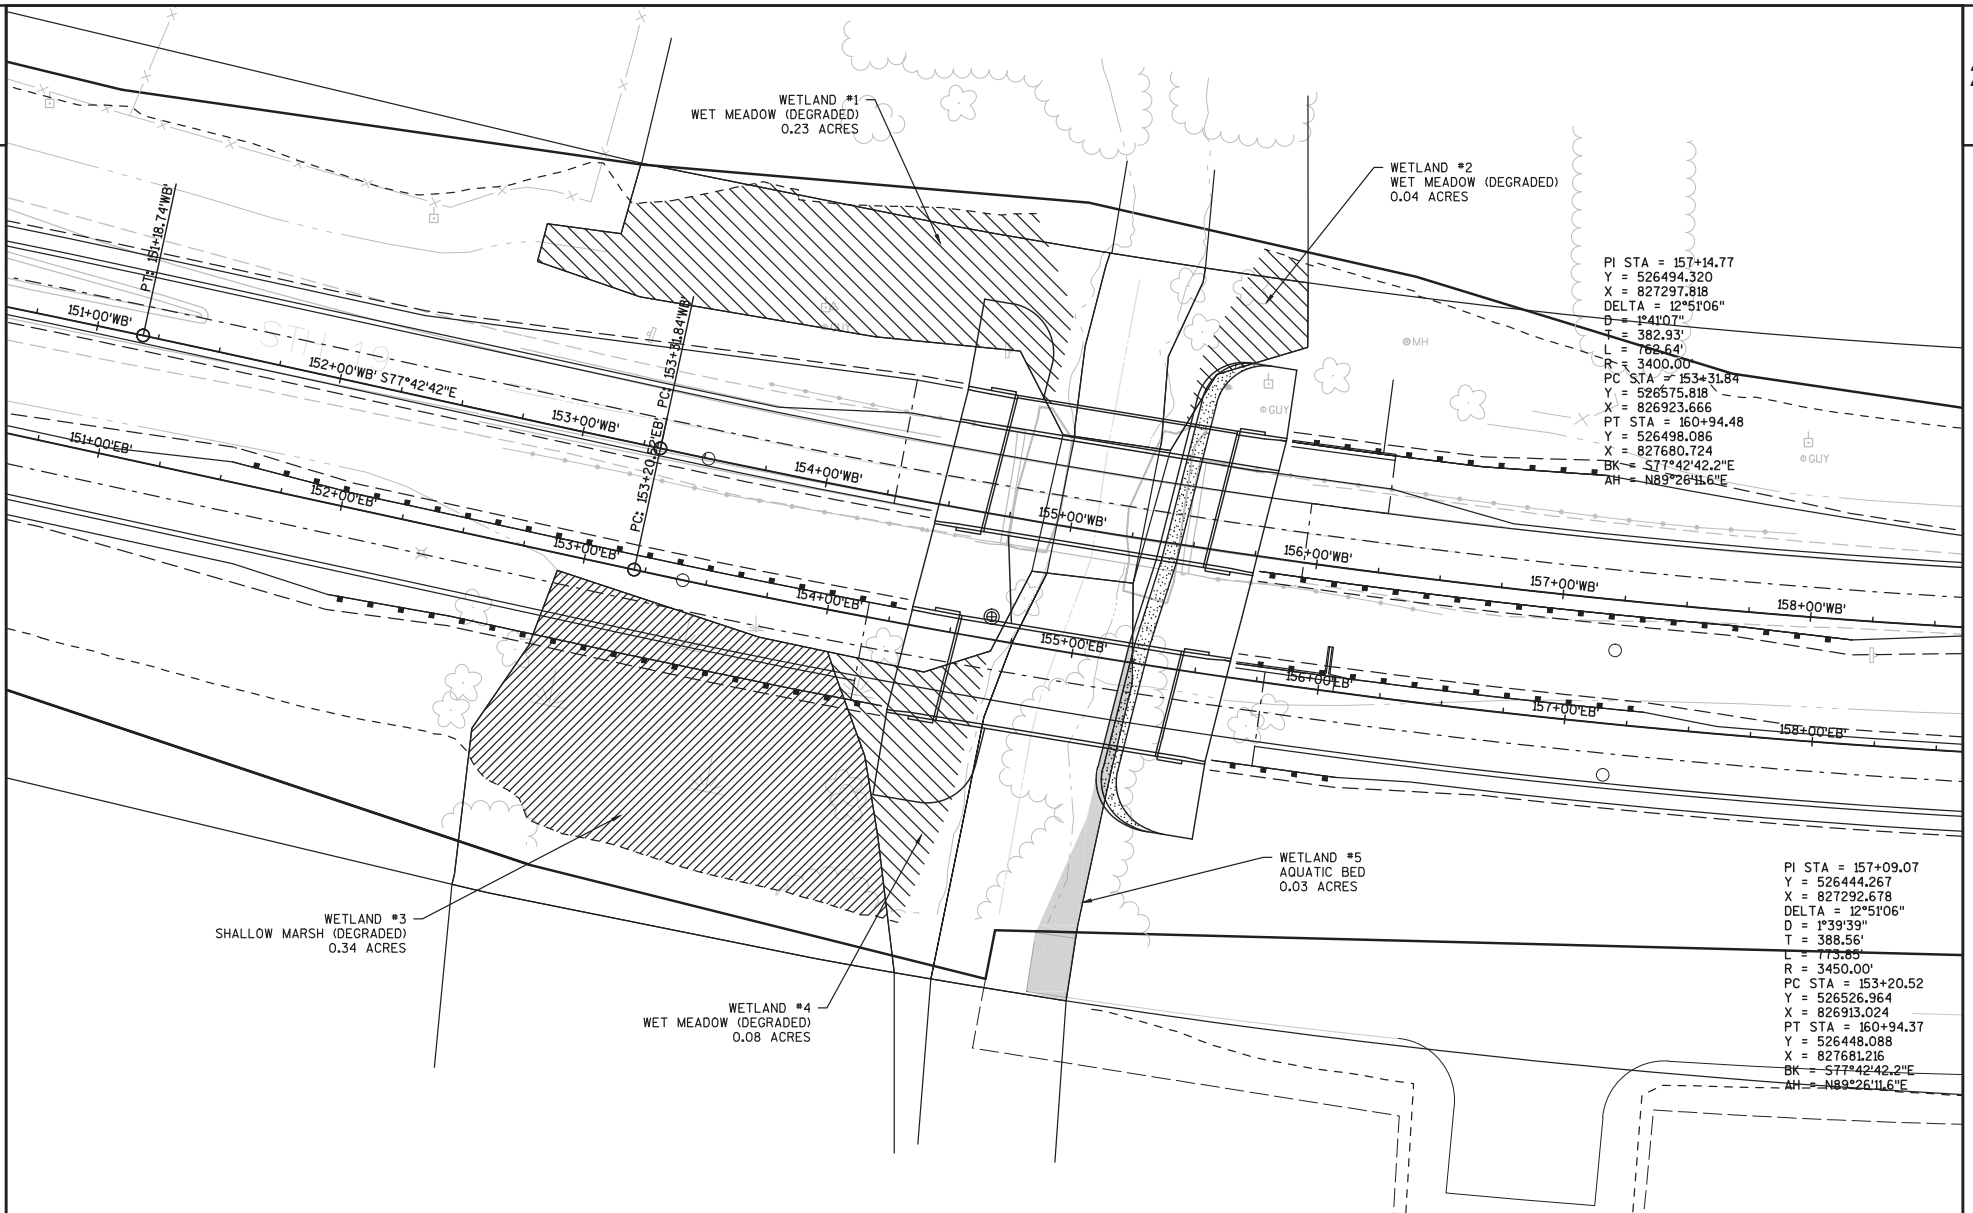 WETLAND #1
WET MEADOW (DEGRADED)
0.23 ACRES
WETLAND #2
WET MEADOW (DEGRADED)
0.04 ACRES
PT: 151+18.74'WB'
PC: 153+31.84'WB'
PC: 153+20.52'EB'
STH 19
151+00'WB'
152+00'WB' S77°42'42"E
153+00'WB'
154+00'WB'
155+00'WB'
156+00'WB'
157+00'WB'
158+00'WB'
151+00'EB'
152+00'EB'
153+00'EB'
154+00'EB'
155+00'EB'
156+00'EB'
157+00'EB'
158+00'EB'
GUY
MH
GUY
GUY
PI STA = 157+14.77
Y = 526494.320
X = 827297.818
DELTA = 12°51'06"
D = 1°41'07"
T = 382.93'
L = 762.64'
R = 3400.00'
PC STA = 153+31.84
Y = 526575.818
X = 826923.666
PT STA = 160+94.48
Y = 526498.086
X = 827680.724
BK = S77°42'42.2"E
AH = N89°26'11.6"E
WETLAND #5
AQUATIC BED
0.03 ACRES
WETLAND #3
SHALLOW MARSH (DEGRADED)
0.34 ACRES
WETLAND #4
WET MEADOW (DEGRADED)
0.08 ACRES
PI STA = 157+09.07
Y = 526444.267
X = 827292.678
DELTA = 12°51'06"
D = 1°39'39"
T = 388.56'
L = 773.85'
R = 3450.00'
PC STA = 153+20.52
Y = 526526.964
X = 826913.024
PT STA = 160+94.37
Y = 526448.088
X = 827681.216
BK = S77°42'42.2"E
AH = N89°26'11.6"E